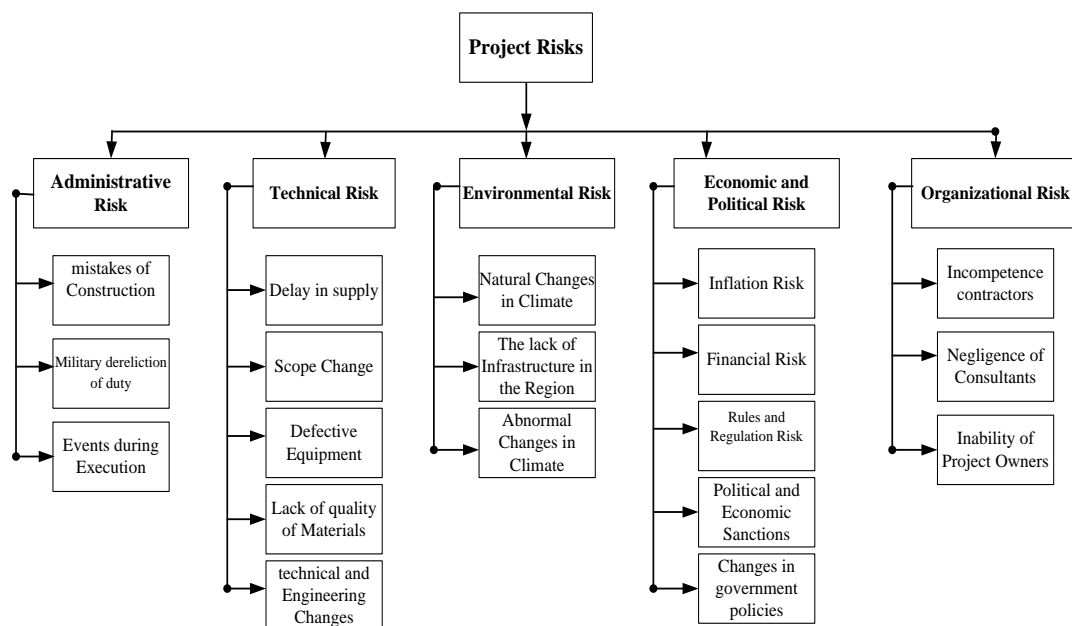 Project Risks
Administrative
Risk
Technical Risk
Environmental Risk
Economic and
Political Risk
Organizational Risk
mistakes of
Construction
Military dereliction
of duty
Events during
Execution
Delay in supply
Scope Change
Defective
Equipment
Lack of quality
of Materials
technical and
Engineering
Changes
Natural Changes
in Climate
The lack of
Infrastructure in
the Region
Abnormal
Changes in
Climate
Inflation Risk
Financial Risk
Rules and
Regulation Risk
Political and
Economic
Sanctions
Changes in
government
policies
Incompetence
contractors
Negligence of
Consultants
Inability of
Project Owners